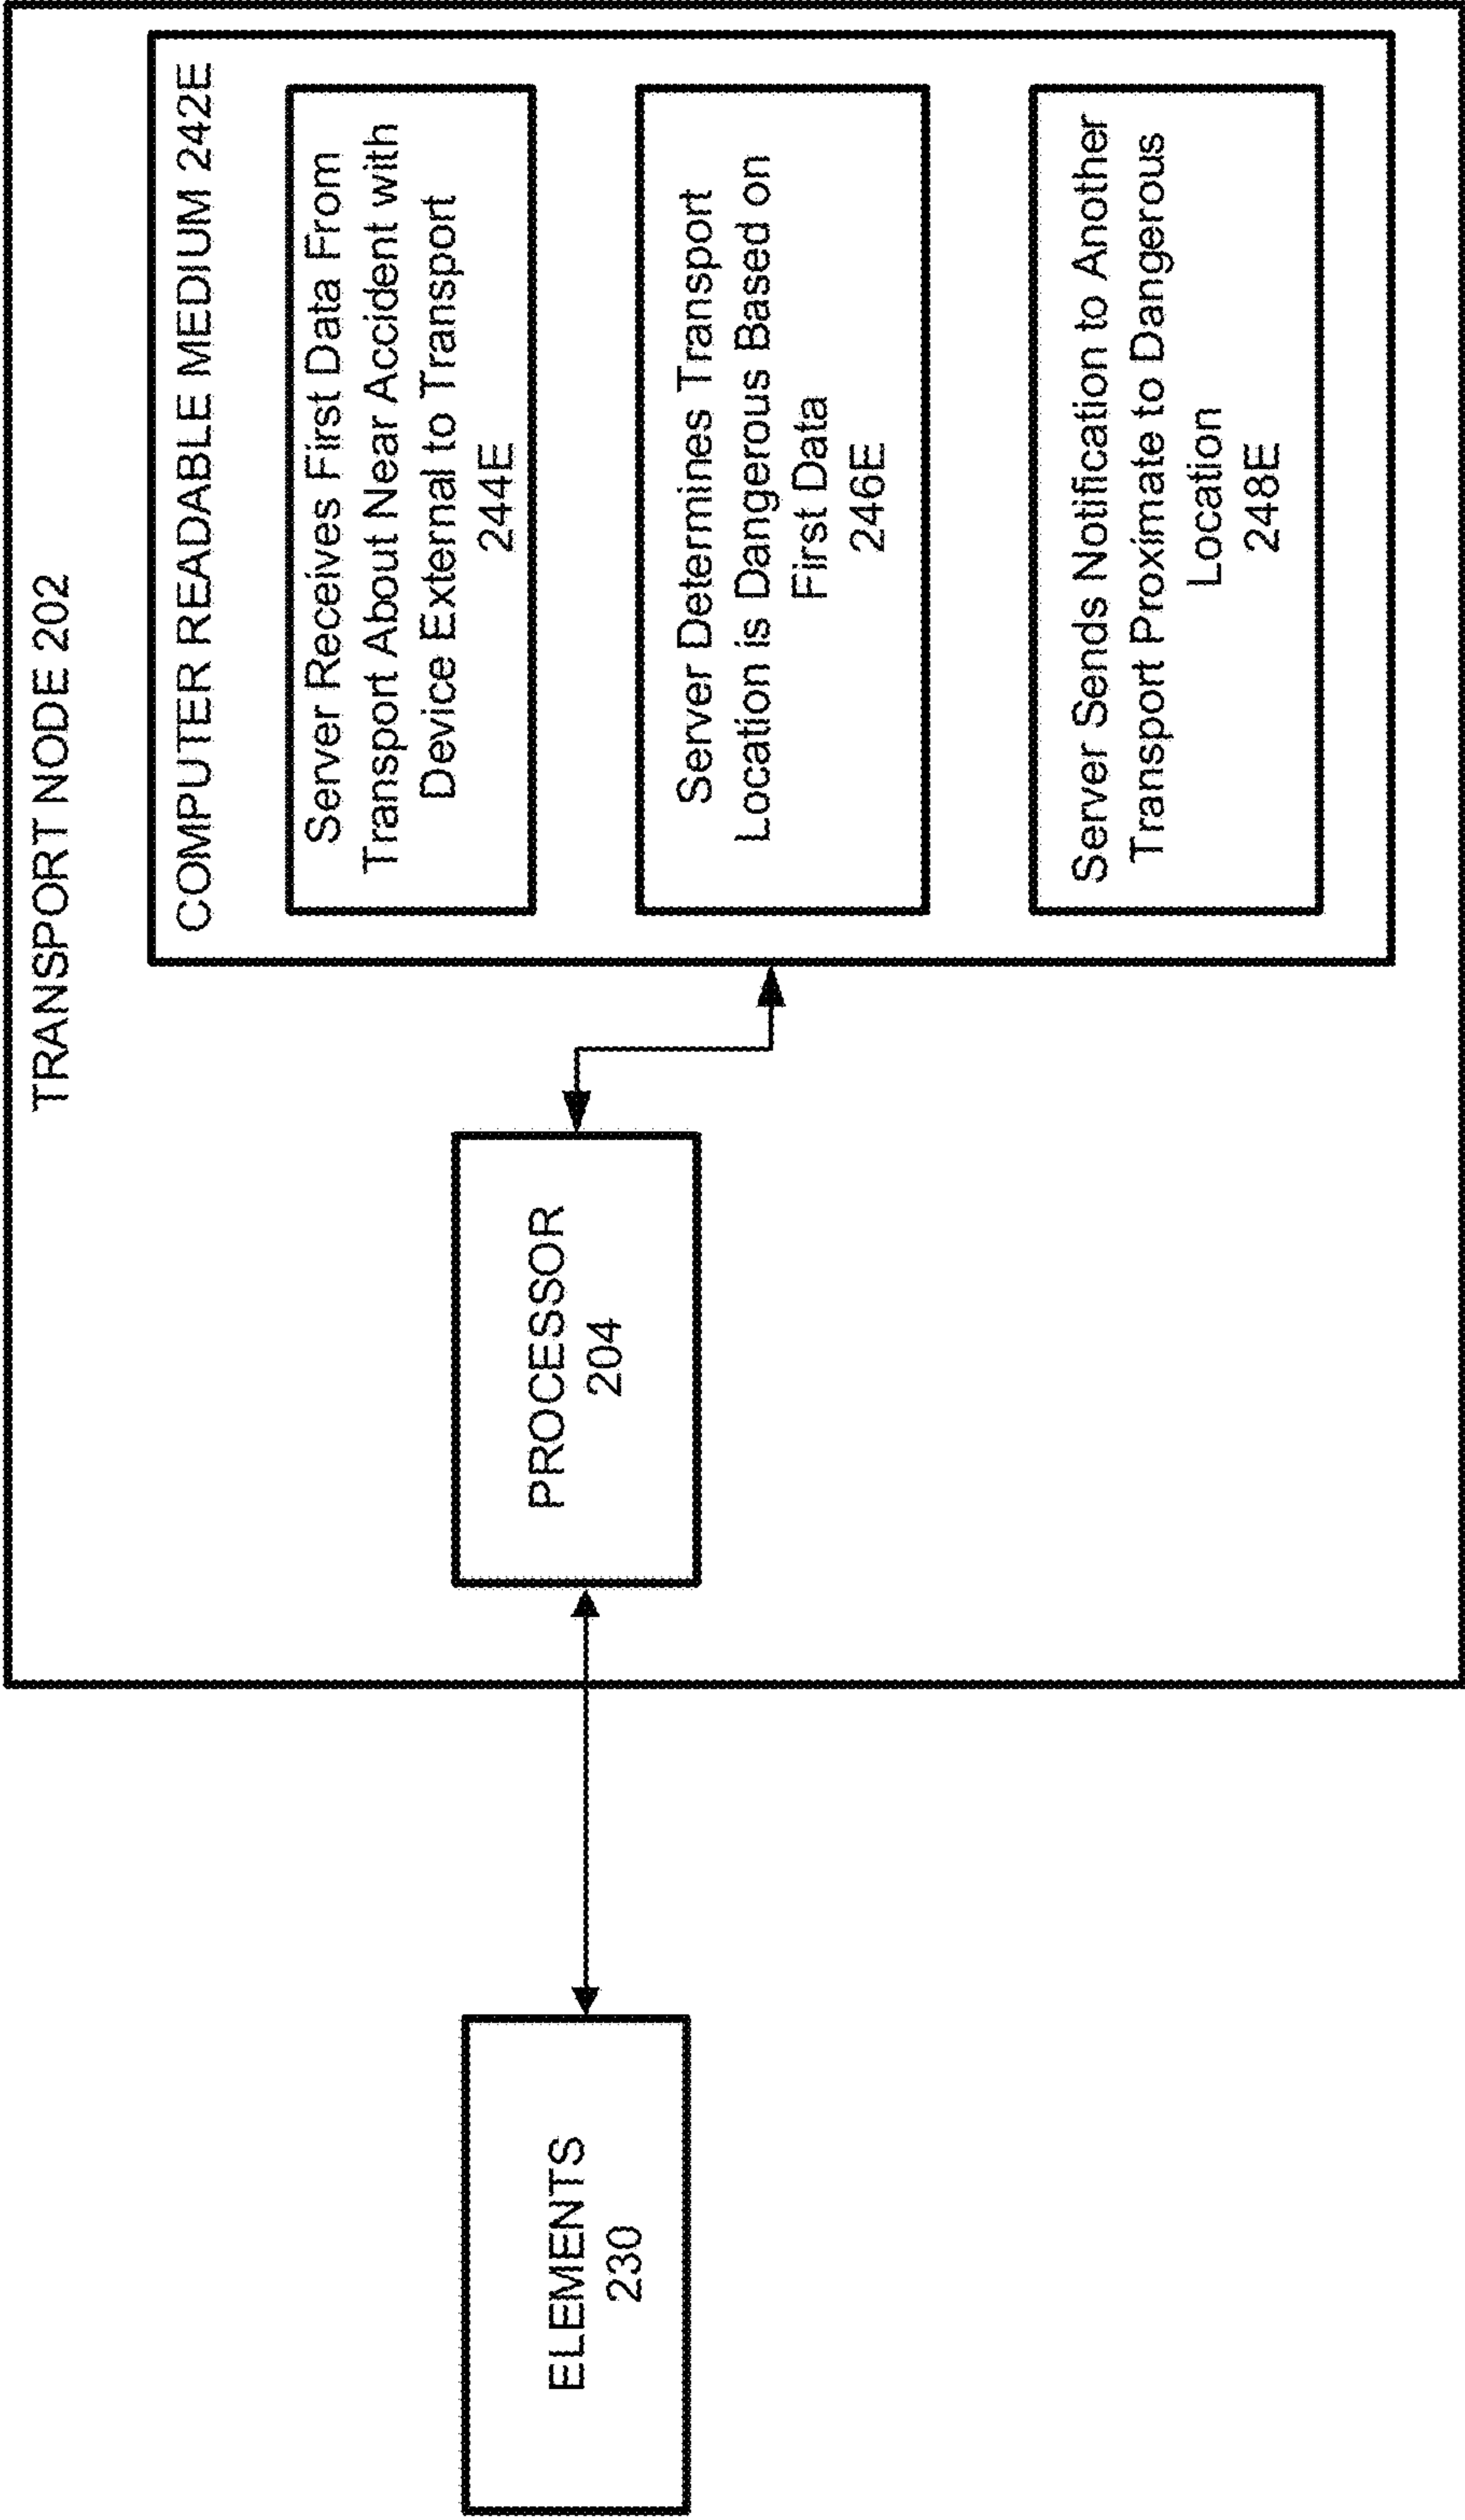 TRANSPORT NODE 202
COMPUTER READABLE MEDIUM 242E
Server Receives First Data From
Transport About Near Accident with
Device External to Transport
244E
Server Determines Transport
Location is Dangerous Based on
First Data
246E
Server Sends Notification to Another
Transport Proximate to Dangerous
Location
248E
PROCESSOR
204
ELEMENTS
230